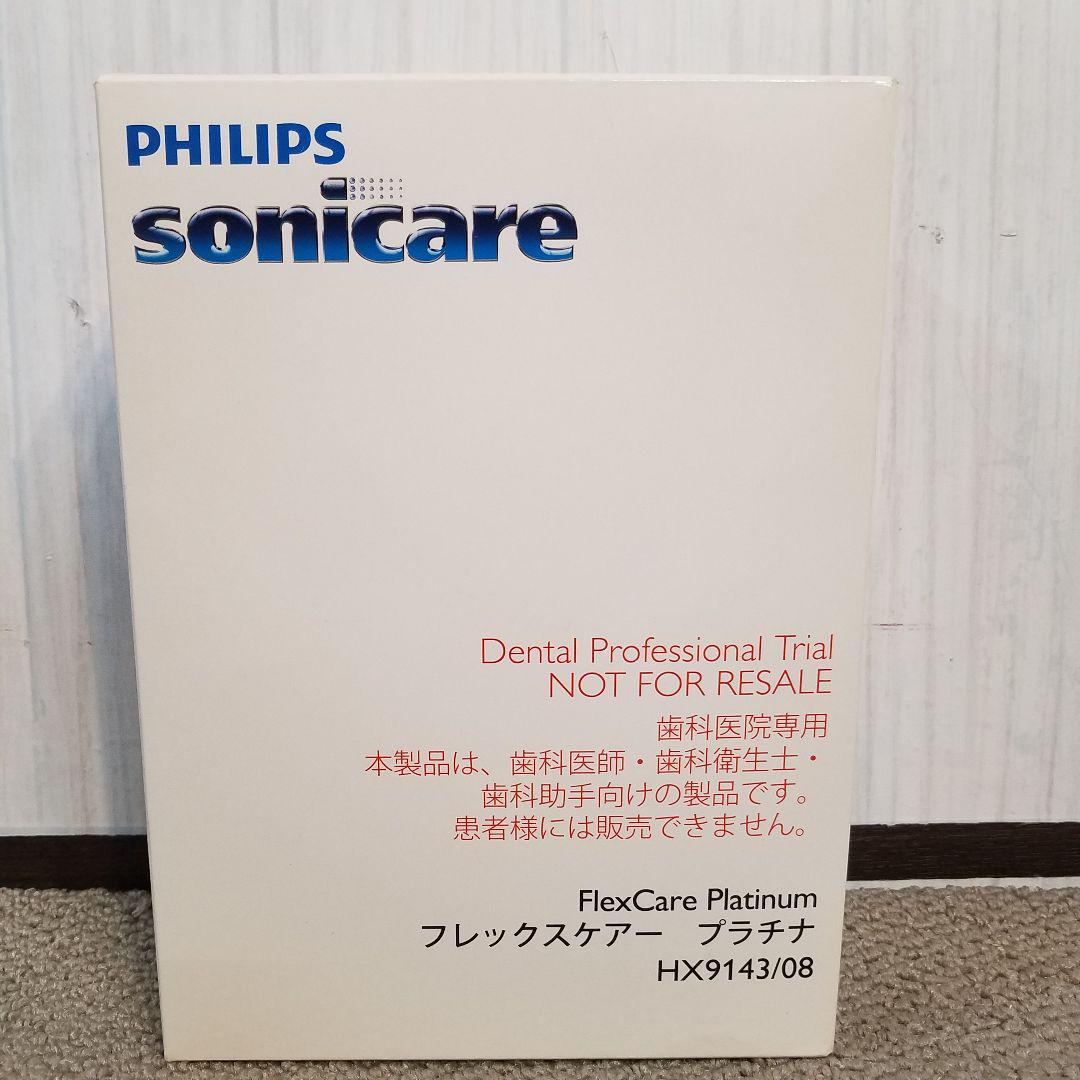 PHILIPS
sonicare
Dental Professional Trial
NOT FOR RESALE
歯科医院専用
本製品は、歯科医師・歯科衛生士・
歯科助手向けの製品です。
患者様には販売できません。
FlexCare Platinum
フレックスケアー　プラチナ
HX9143/08